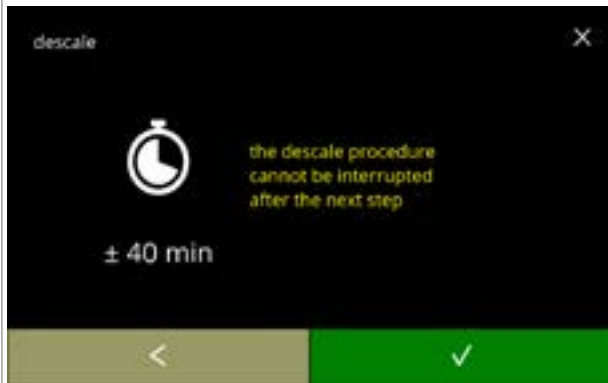 descale
the descale procedure
cannot be interrupted
after the next step
± 40 min